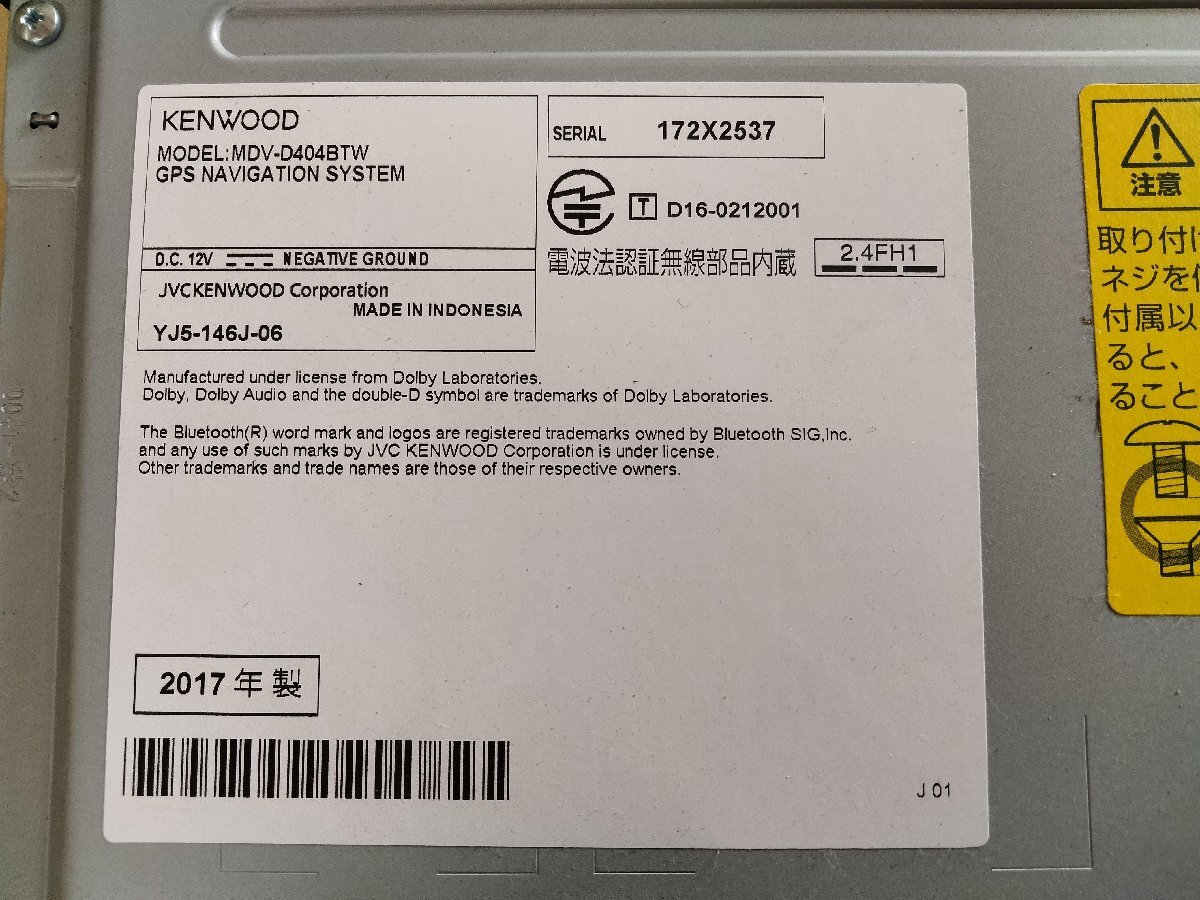 KENWOOD
MODEL:MDV-D404BTW
GPS NAVIGATION SYSTEM
D.C. 12V NEGATIVE GROUND
JVCKENWOOD Corporation
MADE IN INDONESIA
YJ5-146J-06
SERIAL 172X2537
T D16-0212001
電波法認証無線部品内蔵 2.4FH1
Manufactured under license from Dolby Laboratories.
Dolby, Dolby Audio and the double-D symbol are trademarks of Dolby Laboratories.
The Bluetooth(R) word mark and logos are registered trademarks owned by Bluetooth SIG,Inc.
and any use of such marks by JVC KENWOOD Corporation is under license.
Other trademarks and trade names are those of their respective owners.
2017 年 製
J 01
注意
取り付け
ネジを
付属以
ると、
ること